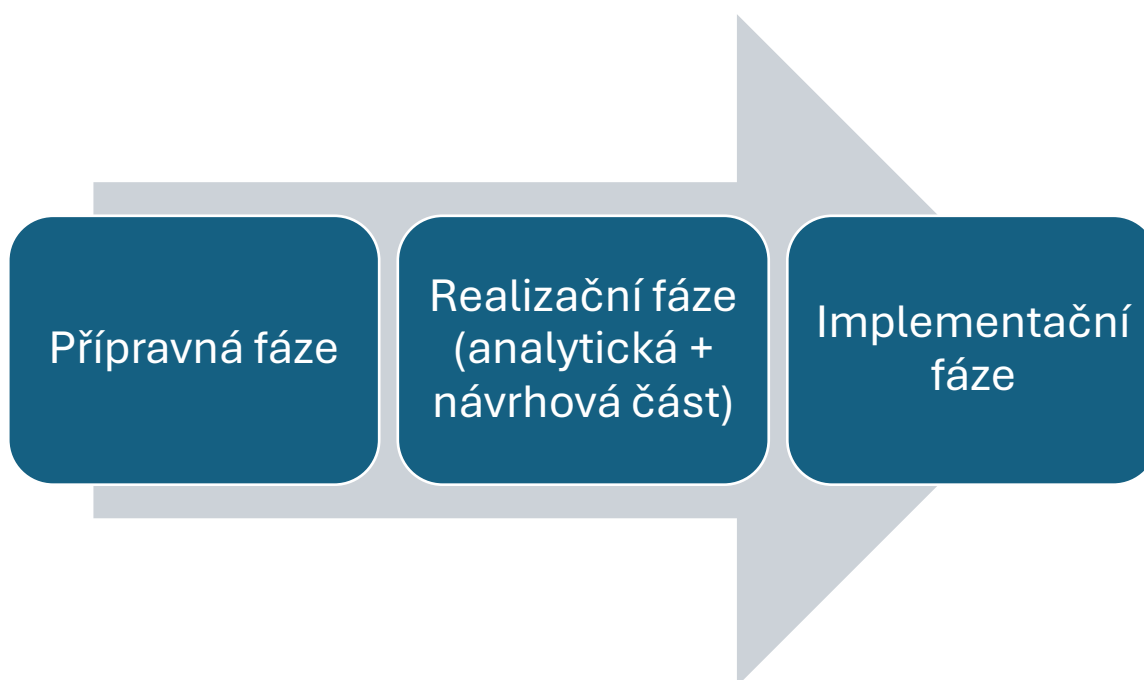 Přípravná fáze
Realizační fáze
(analytická +
návrhová část)
Implementační
fáze